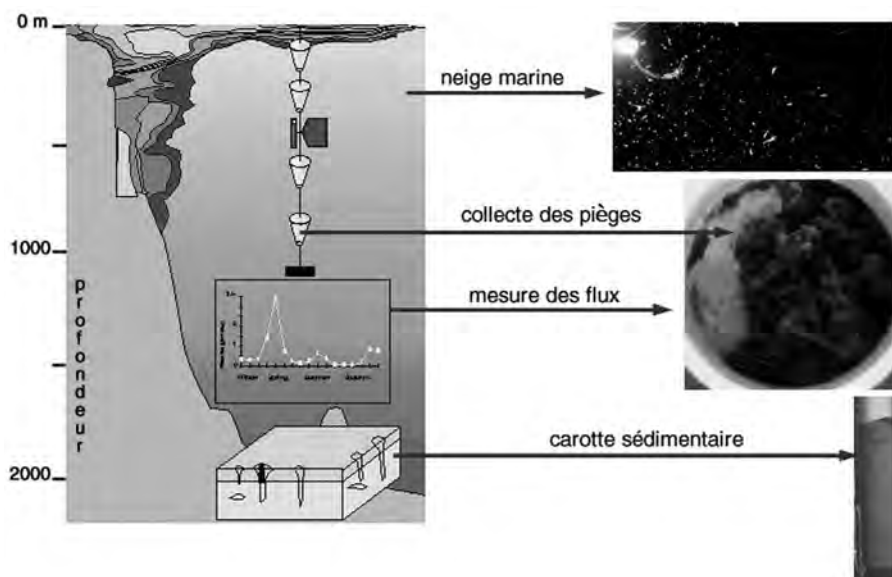 0 m
neige marine
collecte des pièges
1000
mesure des flux
profondeur
carotte sédimentaire
2000